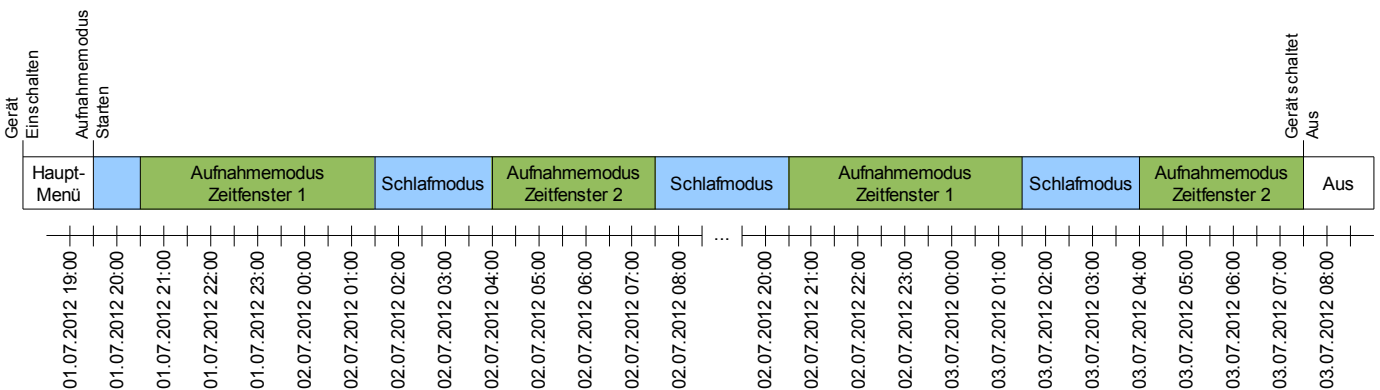 Gerät
Einschalten
Aufnahmemodus
Starten
Gerät schaltet
Aus
Haupt-
Menü
Aufnahmemodus
Zeitfenster 1
Schlafmodus
Aufnahmemodus
Zeitfenster 2
Schlafmodus
Aufnahmemodus
Zeitfenster 1
Schlafmodus
Aufnahmemodus
Zeitfenster 2
Aus
...
01.07.2012 19:00
01.07.2012 20:00
01.07.2012 21:00
01.07.2012 22:00
01.07.2012 23:00
02.07.2012 00:00
02.07.2012 01:00
02.07.2012 02:00
02.07.2012 03:00
02.07.2012 04:00
02.07.2012 05:00
02.07.2012 06:00
02.07.2012 07:00
02.07.2012 08:00
02.07.2012 20:00
02.07.2012 21:00
02.07.2012 22:00
02.07.2012 23:00
03.07.2012 00:00
03.07.2012 01:00
03.07.2012 02:00
03.07.2012 03:00
03.07.2012 04:00
03.07.2012 05:00
03.07.2012 06:00
03.07.2012 07:00
03.07.2012 08:00